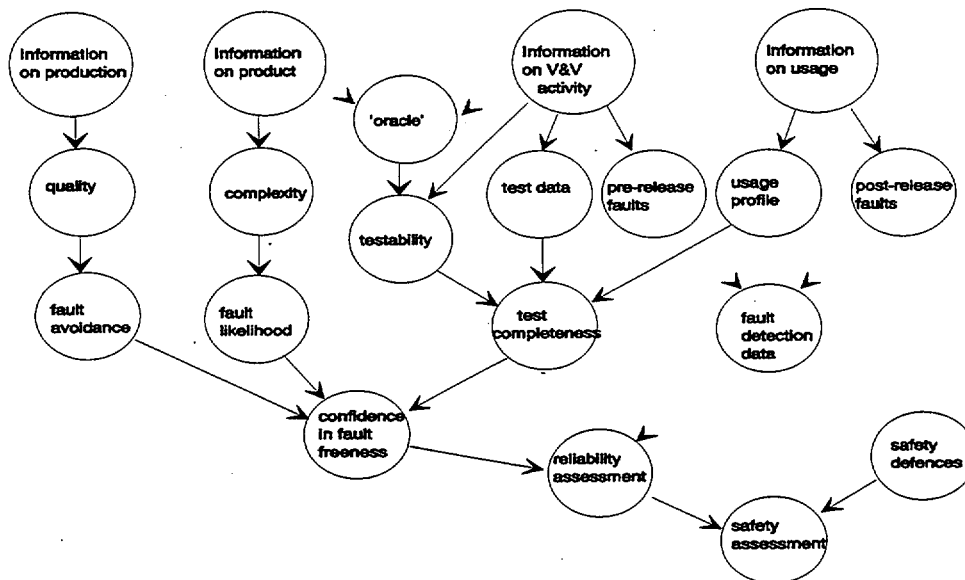 Information
on production
Information
on product
Information
on V&V
activity
Information
on usage
'oracle'
quality
complexity
test data
pre-release
faults
usage
profile
post-release
faults
testability
fault
avoidance
fault
likelihood
test
completeness
fault
detection
data
confidence
in fault
freeness
reliability
assessment
safety
defences
safety
assessment